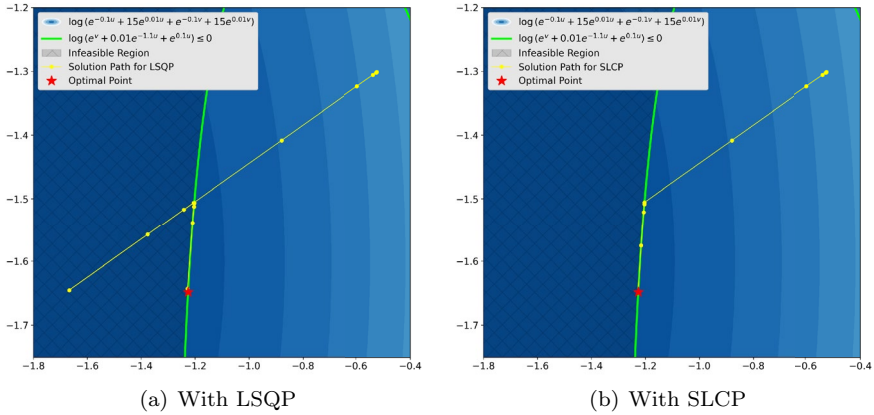 log (e^{-0.1u} + 15e^{0.01u} + e^{-0.1v} + 15e^{0.01v})
log (e^v + 0.01e^{-1.1u} + e^{0.1u}) ≤ 0
Infeasible Region
Solution Path for LSQP
Optimal Point
−1.2
−1.3
−1.4
−1.5
−1.6
−1.7
−1.8 −1.6 −1.4 −1.2 −1.0 −0.8 −0.6 −0.4
(a) With LSQP
log (e^{-0.1u} + 15e^{0.01u} + e^{-0.1v} + 15e^{0.01v})
log (e^v + 0.01e^{-1.1u} + e^{0.1u}) ≤ 0
Infeasible Region
Solution Path for SLCP
Optimal Point
−1.2
−1.3
−1.4
−1.5
−1.6
−1.7
−1.8 −1.6 −1.4 −1.2 −1.0 −0.8 −0.6 −0.4
(b) With SLCP